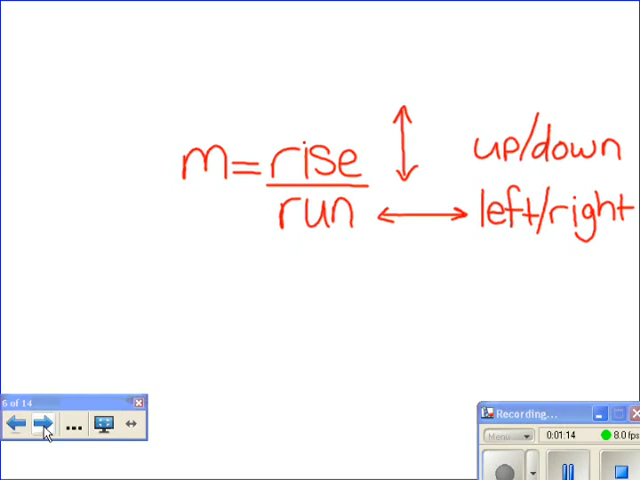 m = rise up/down
run left/right
6 of 14
...
Recording...
Menu
0:01:14
8.0 fps